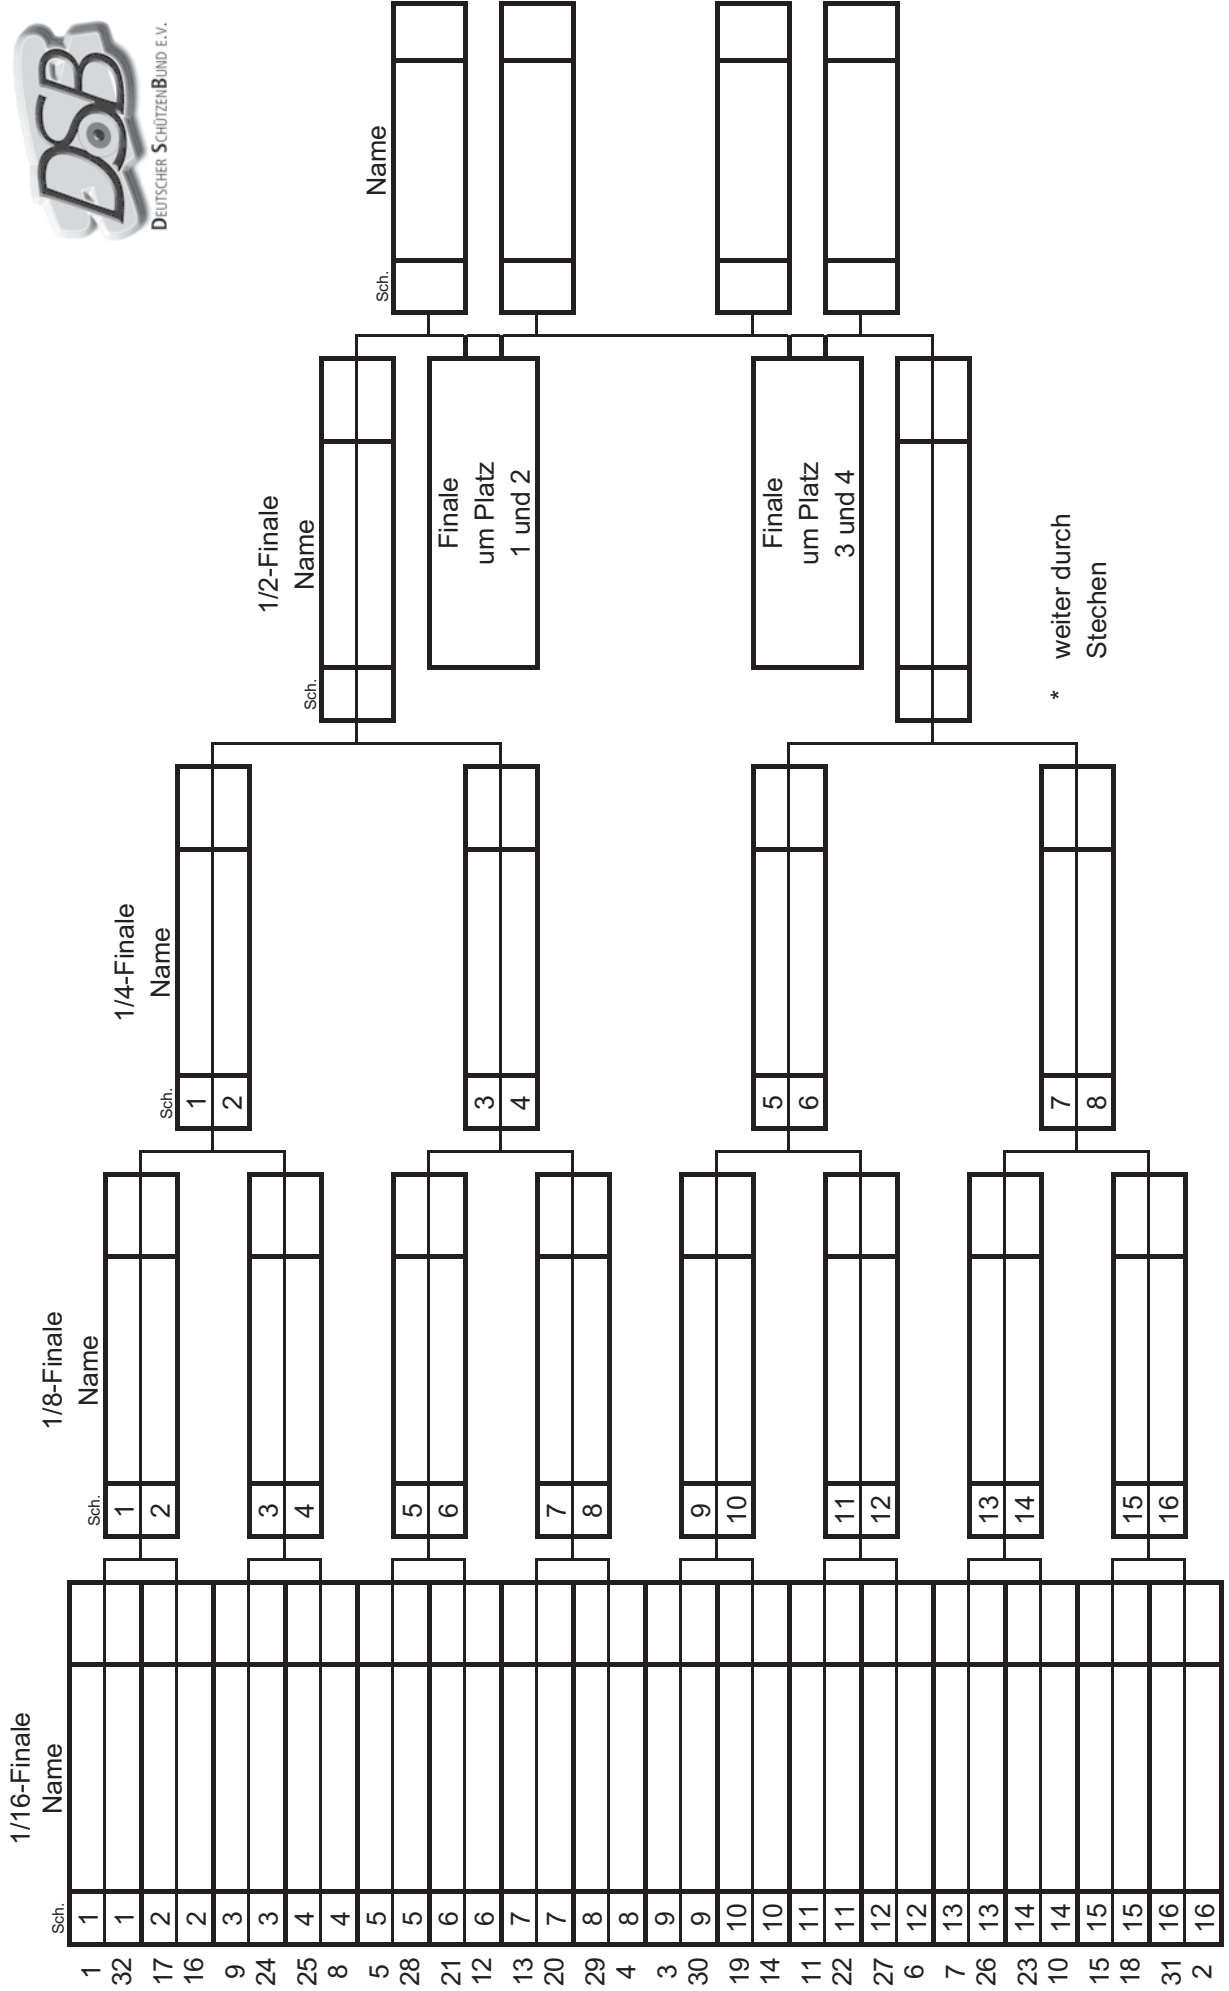 DSB
DEUTSCHER SCHÜTZENBUND E.V.
1/16-Finale
Name
Sch.
1 1
32 1
17 2
16 2
9 3
24 3
25 4
8 4
5 5
28 5
21 6
12 6
13 7
20 7
29 8
4 8
3 9
30 9
19 10
14 10
11 11
22 11
27 12
6 12
7 13
26 13
23 14
10 14
15 15
18 15
31 16
2 16
1/8-Finale
Name
Sch.
1
2
3
4
5
6
7
8
9
10
11
12
13
14
15
16
1/4-Finale
Name
Sch.
1
2
3
4
5
6
7
8
1/2-Finale
Name
Sch.
Finale
um Platz
1 und 2
Finale
um Platz
3 und 4
* weiter durch
Stechen
Name
Sch.